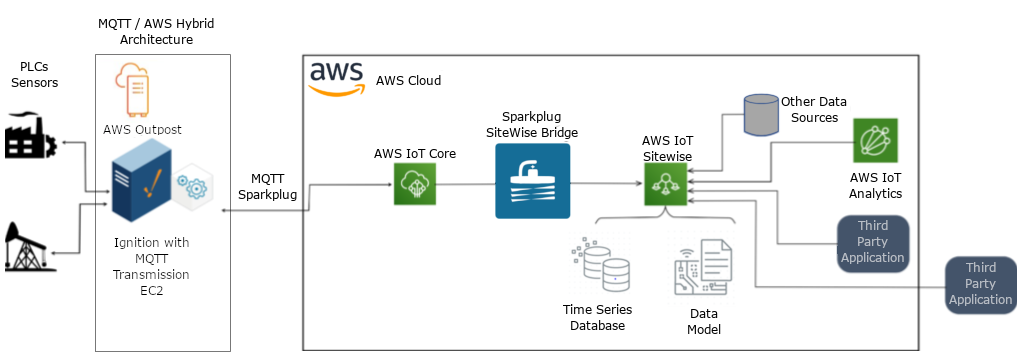 MQTT / AWS Hybrid
Architecture
PLCs
Sensors
AWS Outpost
Ignition with
MQTT
Transmission
EC2
MQTT
Sparkplug
aws
AWS Cloud
AWS IoT Core
Sparkplug
SiteWise Bridge
AWS IoT
Sitewise
Other Data
Sources
AWS IoT
Analytics
Third
Party
Application
Third
Party
Application
Time Series
Database
Data
Model